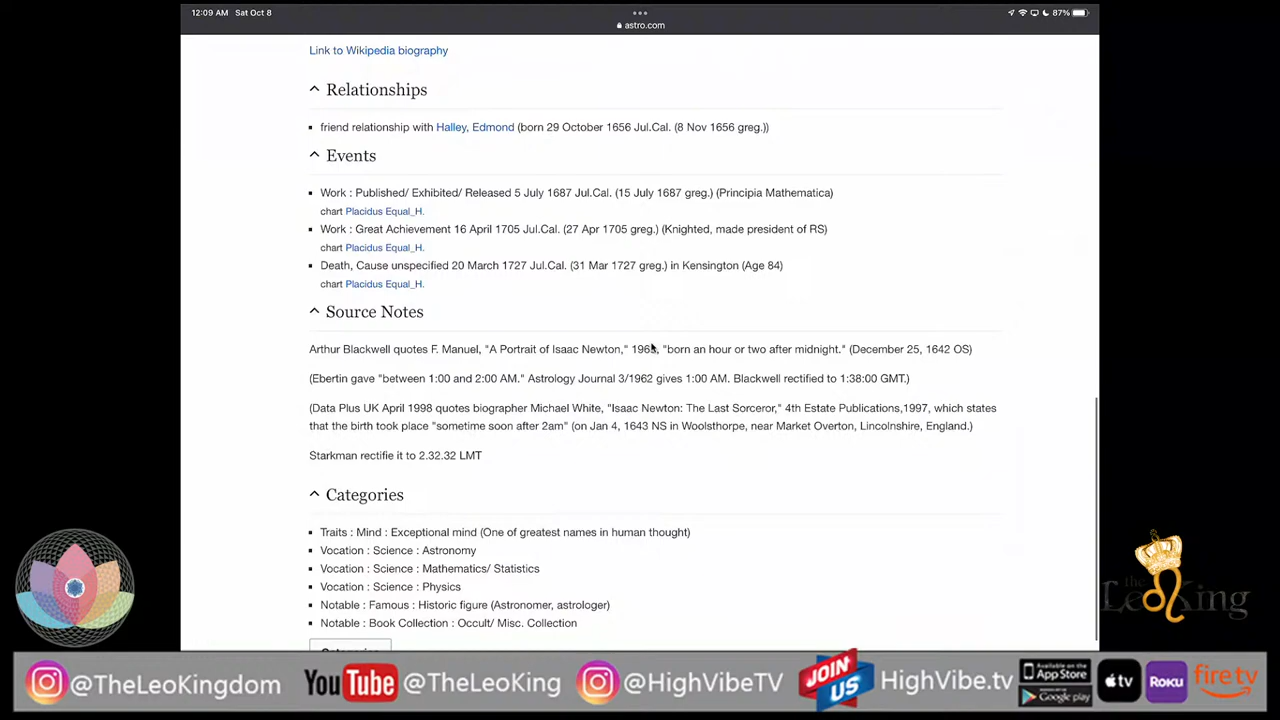 12:09 AM Sat Oct 8
87%
astro.com
Link to Wikipedia biography
Relationships
friend relationship with Halley, Edmond (born 29 October 1656 Jul.Cal. (8 Nov 1656 greg.))
Events
Work : Published/ Exhibited/ Released 5 July 1687 Jul.Cal. (15 July 1687 greg.) (Principia Mathematica)
chart Placidus Equal_H.
Work : Great Achievement 16 April 1705 Jul.Cal. (27 Apr 1705 greg.) (Knighted, made president of RS)
chart Placidus Equal_H.
Death, Cause unspecified 20 March 1727 Jul.Cal. (31 Mar 1727 greg.) in Kensington (Age 84)
chart Placidus Equal_H.
Source Notes
Arthur Blackwell quotes F. Manuel, "A Portrait of Isaac Newton," "born an hour or two after midnight." (December 25, 1642 OS)
(Ebertin gave "between 1:00 and 2:00 AM." Astrology Journal 3/1962 gives 1:00 AM. Blackwell rectified to 1:38:00 GMT.)
(Data Plus UK April 1998 quotes biographer Michael White, "Isaac Newton: The Last Sorceror," 4th Estate Publications,1997, which states
that the birth took place "sometime soon after 2am" (on Jan 4, 1643 NS in Woolsthorpe, near Market Overton, Lincolnshire, England.)
Starkman rectifie it to 2.32.32 LMT
Categories
Traits : Mind : Exceptional mind (One of greatest names in human thought)
Vocation : Science : Astronomy
Vocation : Science : Mathematics/ Statistics
Vocation : Science : Physics
Notable : Famous : Historic figure (Astronomer, astrologer)
Notable : Book Collection : Occult/ Misc. Collection
the LeoKing
@TheLeoKingdom
YouTube @TheLeoKing
@HighVibeTV
JOIN US
HighVibe.tv
Available on the App Store
Google play
tv
Roku
fire tv